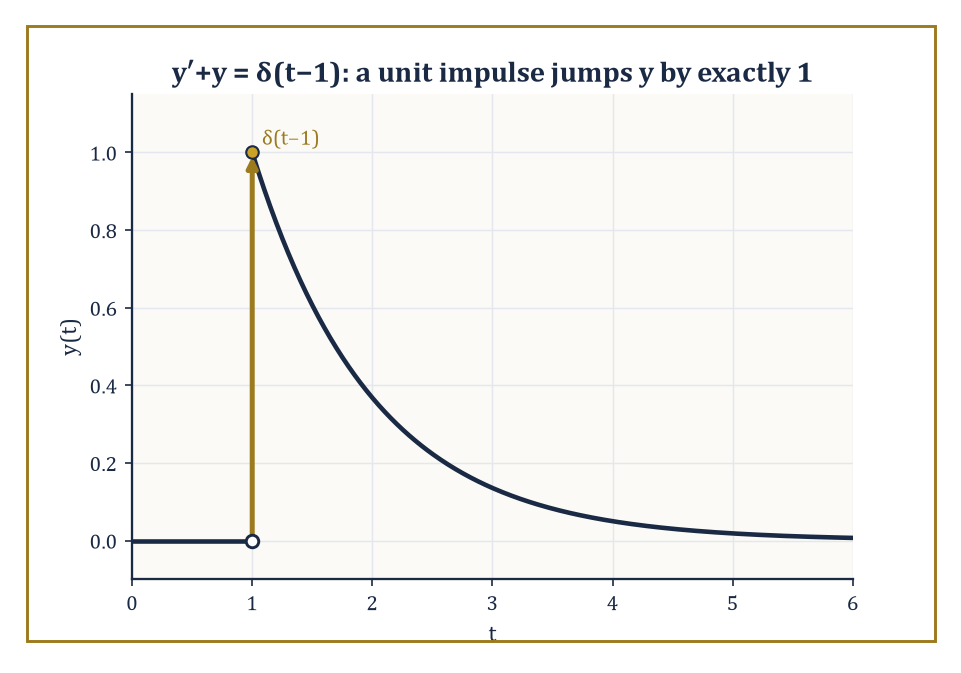 y′+y = δ(t−1): a unit impulse jumps y by exactly 1
δ(t−1)
1.0
0.8
0.6
0.4
0.2
0.0
y(t)
0 1 2 3 4 5 6
t